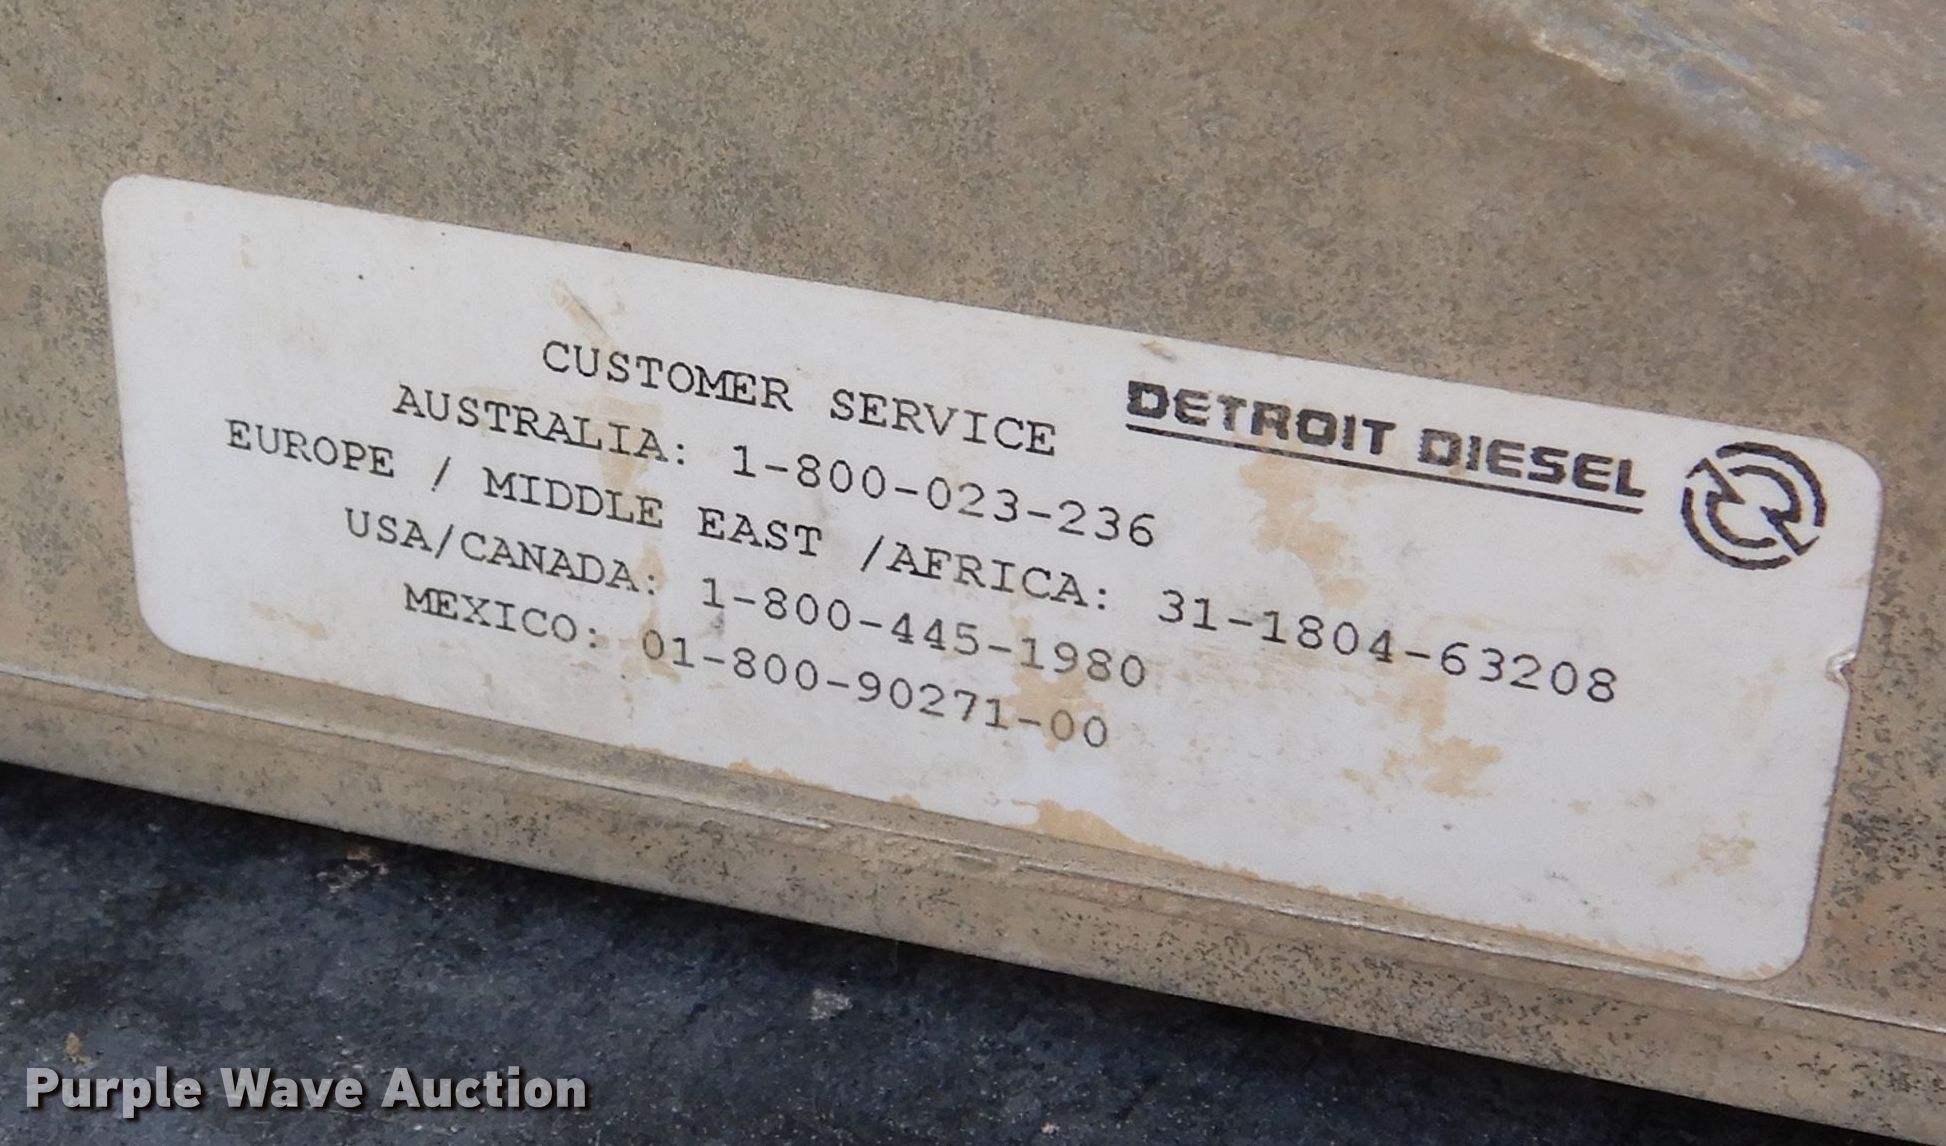 CUSTOMER SERVICE
DETROIT DIESEL
AUSTRALIA: 1-800-023-236
EUROPE / MIDDLE EAST /AFRICA: 31-1804-63208
USA/CANADA: 1-800-445-1980
MEXICO: 01-800-90271-00
Purple Wave Auction